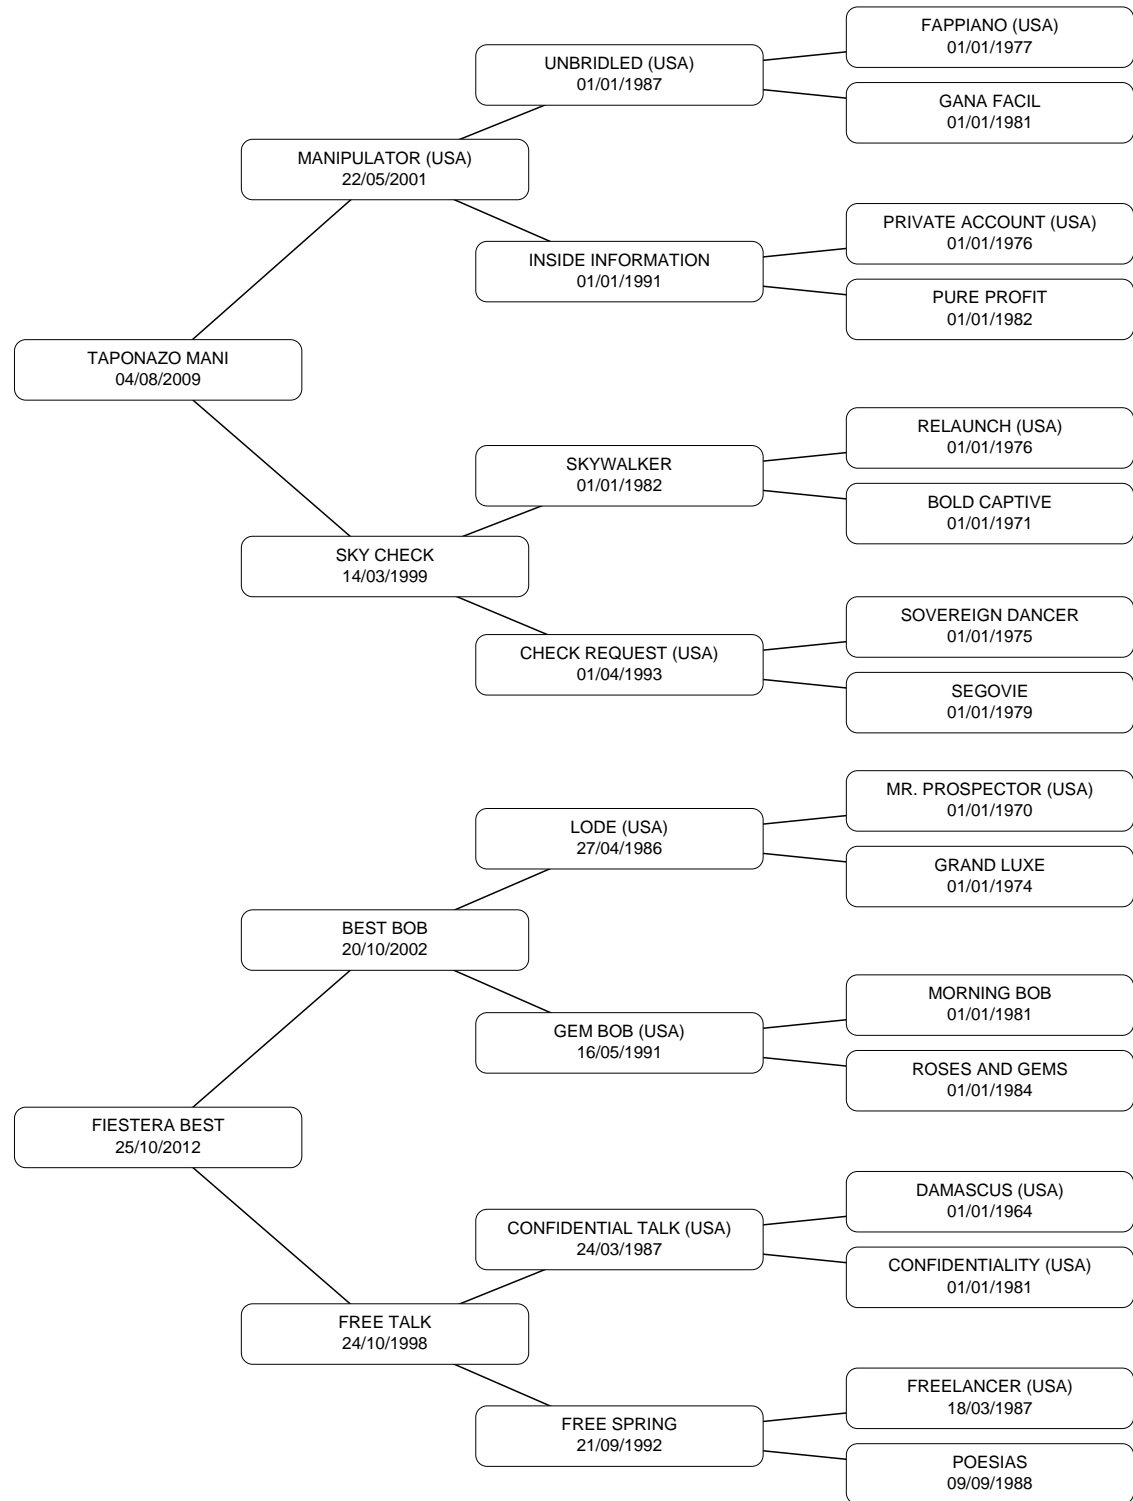 FAPPIANO (USA)
01/01/1977
UNBRIDLED (USA)
01/01/1987
GANA FACIL
01/01/1981
MANIPULATOR (USA)
22/05/2001
PRIVATE ACCOUNT (USA)
01/01/1976
INSIDE INFORMATION
01/01/1991
PURE PROFIT
01/01/1982
TAPONAZO MANI
04/08/2009
RELAUNCH (USA)
01/01/1976
SKYWALKER
01/01/1982
BOLD CAPTIVE
01/01/1971
SKY CHECK
14/03/1999
SOVEREIGN DANCER
01/01/1975
CHECK REQUEST (USA)
01/04/1993
SEGOVIE
01/01/1979
MR. PROSPECTOR (USA)
01/01/1970
LODE (USA)
27/04/1986
GRAND LUXE
01/01/1974
BEST BOB
20/10/2002
MORNING BOB
01/01/1981
GEM BOB (USA)
16/05/1991
ROSES AND GEMS
01/01/1984
FIESTERA BEST
25/10/2012
DAMASCUS (USA)
01/01/1964
CONFIDENTIAL TALK (USA)
24/03/1987
CONFIDENTIALITY (USA)
01/01/1981
FREE TALK
24/10/1998
FREELANCER (USA)
18/03/1987
FREE SPRING
21/09/1992
POESIAS
09/09/1988